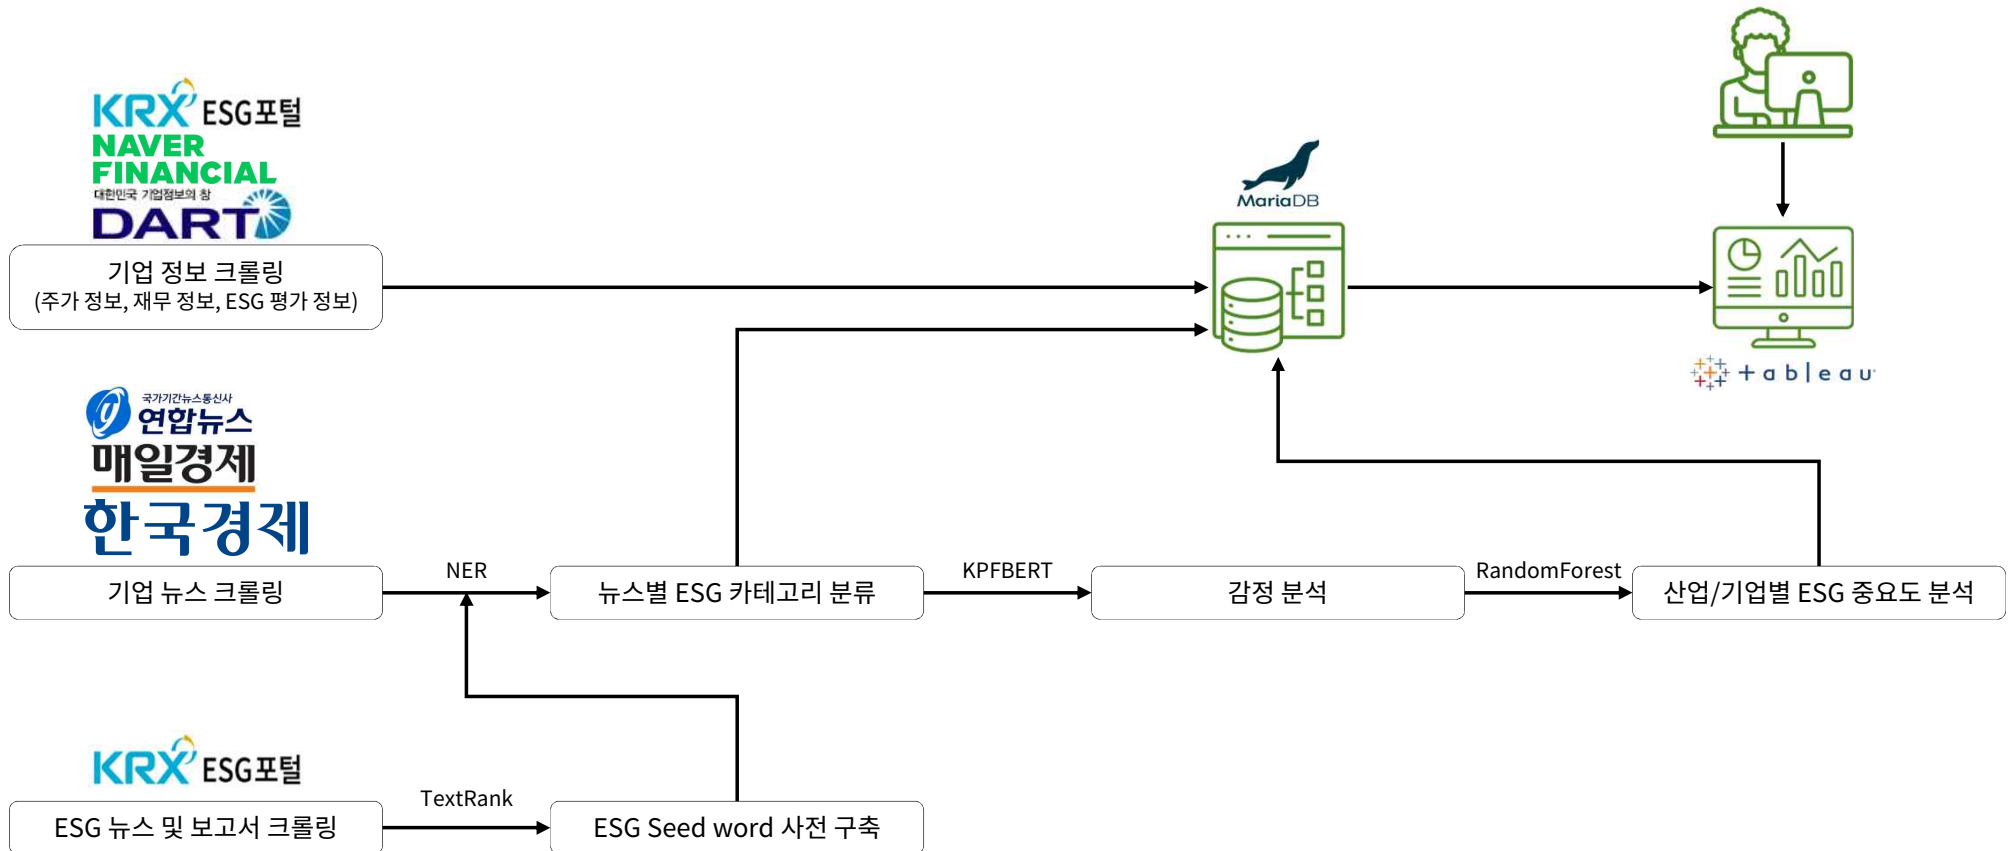 KRX ESG포털
NAVER
FINANCIAL
대한민국 기업정보의 창
DART
기업 정보 크롤링
(주가 정보, 재무 정보, ESG 평가 정보)
MariaDB
+ a b l e a u
국가기간뉴스통신사
연합뉴스
매일경제
한국경제
기업 뉴스 크롤링
NER
뉴스별 ESG 카테고리 분류
KPFBERT
감정 분석
RandomForest
산업/기업별 ESG 중요도 분석
KRX ESG포털
ESG 뉴스 및 보고서 크롤링
TextRank
ESG Seed word 사전 구축